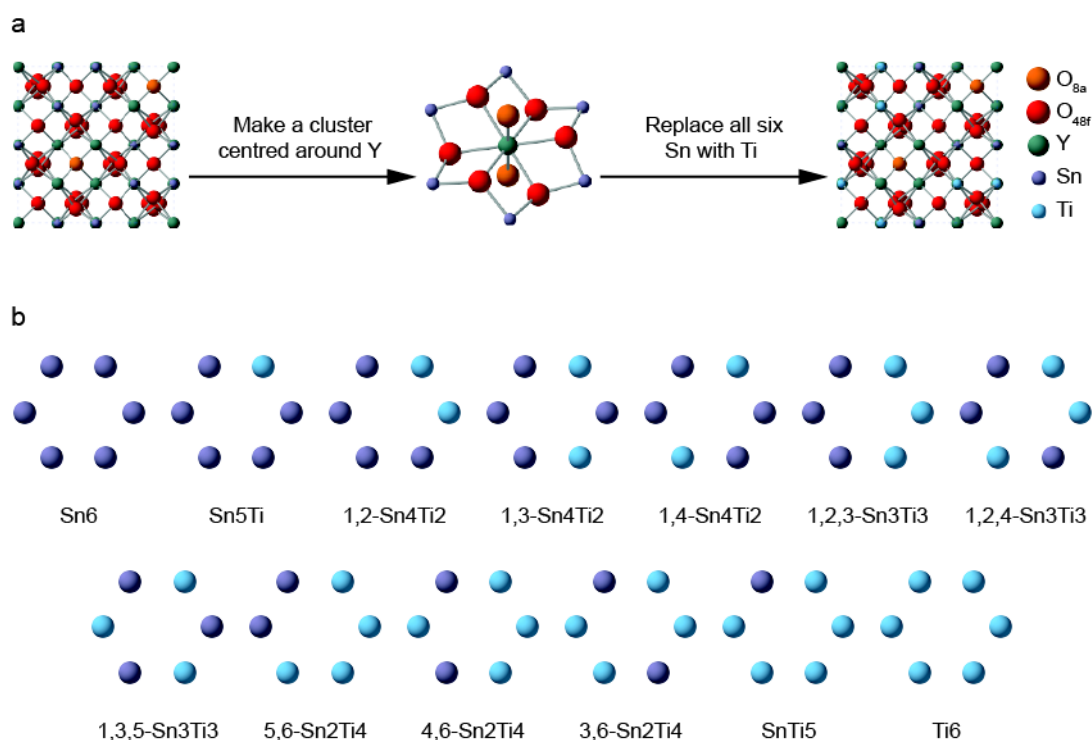 a
Make a cluster
centred around Y
Replace all six
Sn with Ti
O8a
O48f
Y
Sn
Ti
b
Sn6
Sn5Ti
1,2-Sn4Ti2
1,3-Sn4Ti2
1,4-Sn4Ti2
1,2,3-Sn3Ti3
1,2,4-Sn3Ti3
1,3,5-Sn3Ti3
5,6-Sn2Ti4
4,6-Sn2Ti4
3,6-Sn2Ti4
SnTi5
Ti6